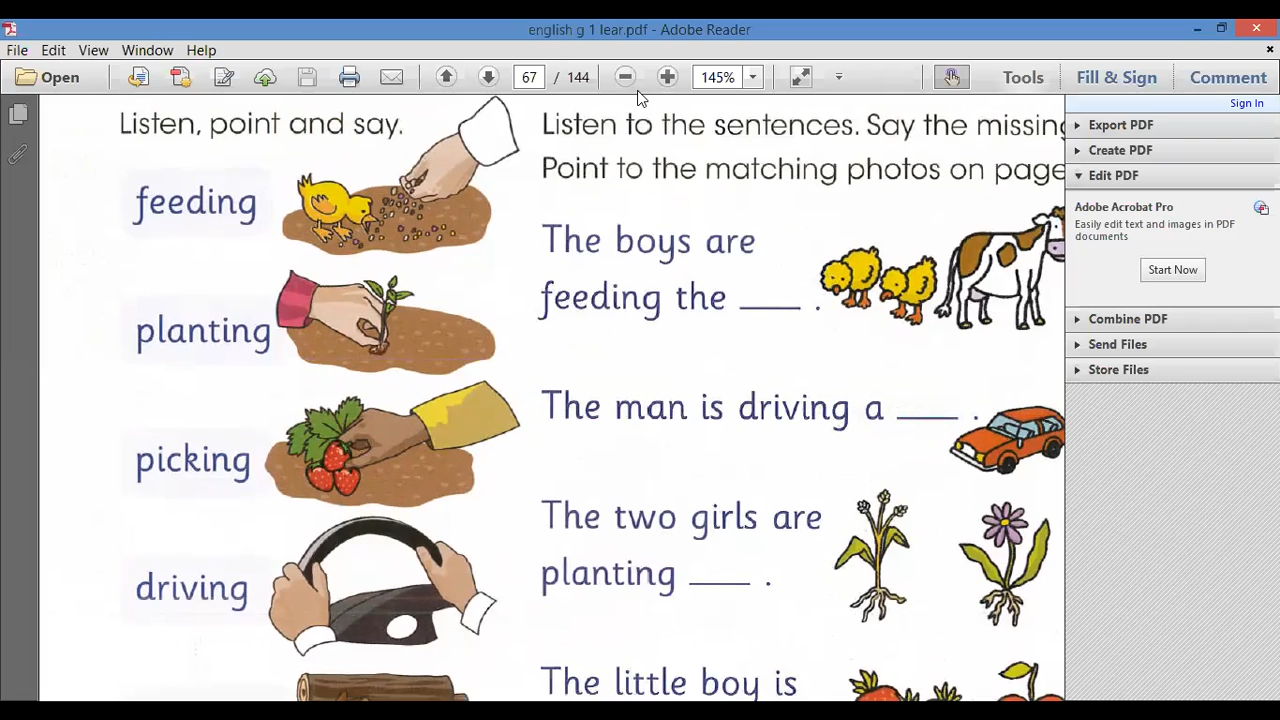 english g 1 lear.pdf - Adobe Reader
File Edit View Window Help
Open 67 / 144 145% Tools Fill & Sign Comment
Sign In
Export PDF
Create PDF
Edit PDF
Adobe Acrobat Pro
Easily edit text and images in PDF
documents
Start Now
Combine PDF
Send Files
Store Files
Listen, point and say.
feeding
planting
picking
driving
Listen to the sentences. Say the missing
Point to the matching photos on page
The boys are
feeding the ____ .
The man is driving a ____ .
The two girls are
planting ____ .
The little boy is